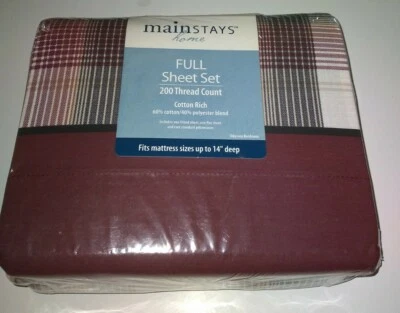 mainSTAYS™
home
FULL
Sheet Set
200 Thread Count
Cotton Rich
60% cotton/40% polyester blend
Fits mattress sizes up to 14" deep